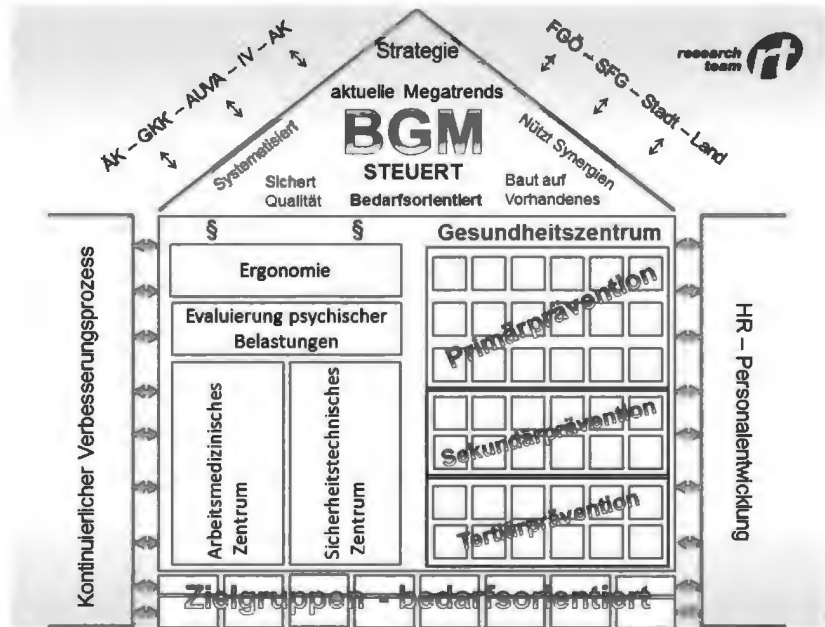 Strategie
aktuelle Megatrends
BGM
STEUERT
Bedarfsorientiert
Systematisiert
Sichert
Qualität
Nützt Synergien
Baut auf
Vorhandenes
ÄK – GKK – AUVA – IV – AK
FGÖ – SFG – Stadt – Land
research
team
rt
Kontinuierlicher Verbesserungsprozess
§ §
Ergonomie
Evaluierung psychischer
Belastungen
Arbeitsmedizinisches
Zentrum
Sicherheitstechnisches
Zentrum
Gesundheitszentrum
Primärprävention
Sekundärprävention
Tertiärprävention
HR – Personalentwicklung
Zielgruppen - bedarfsorientiert